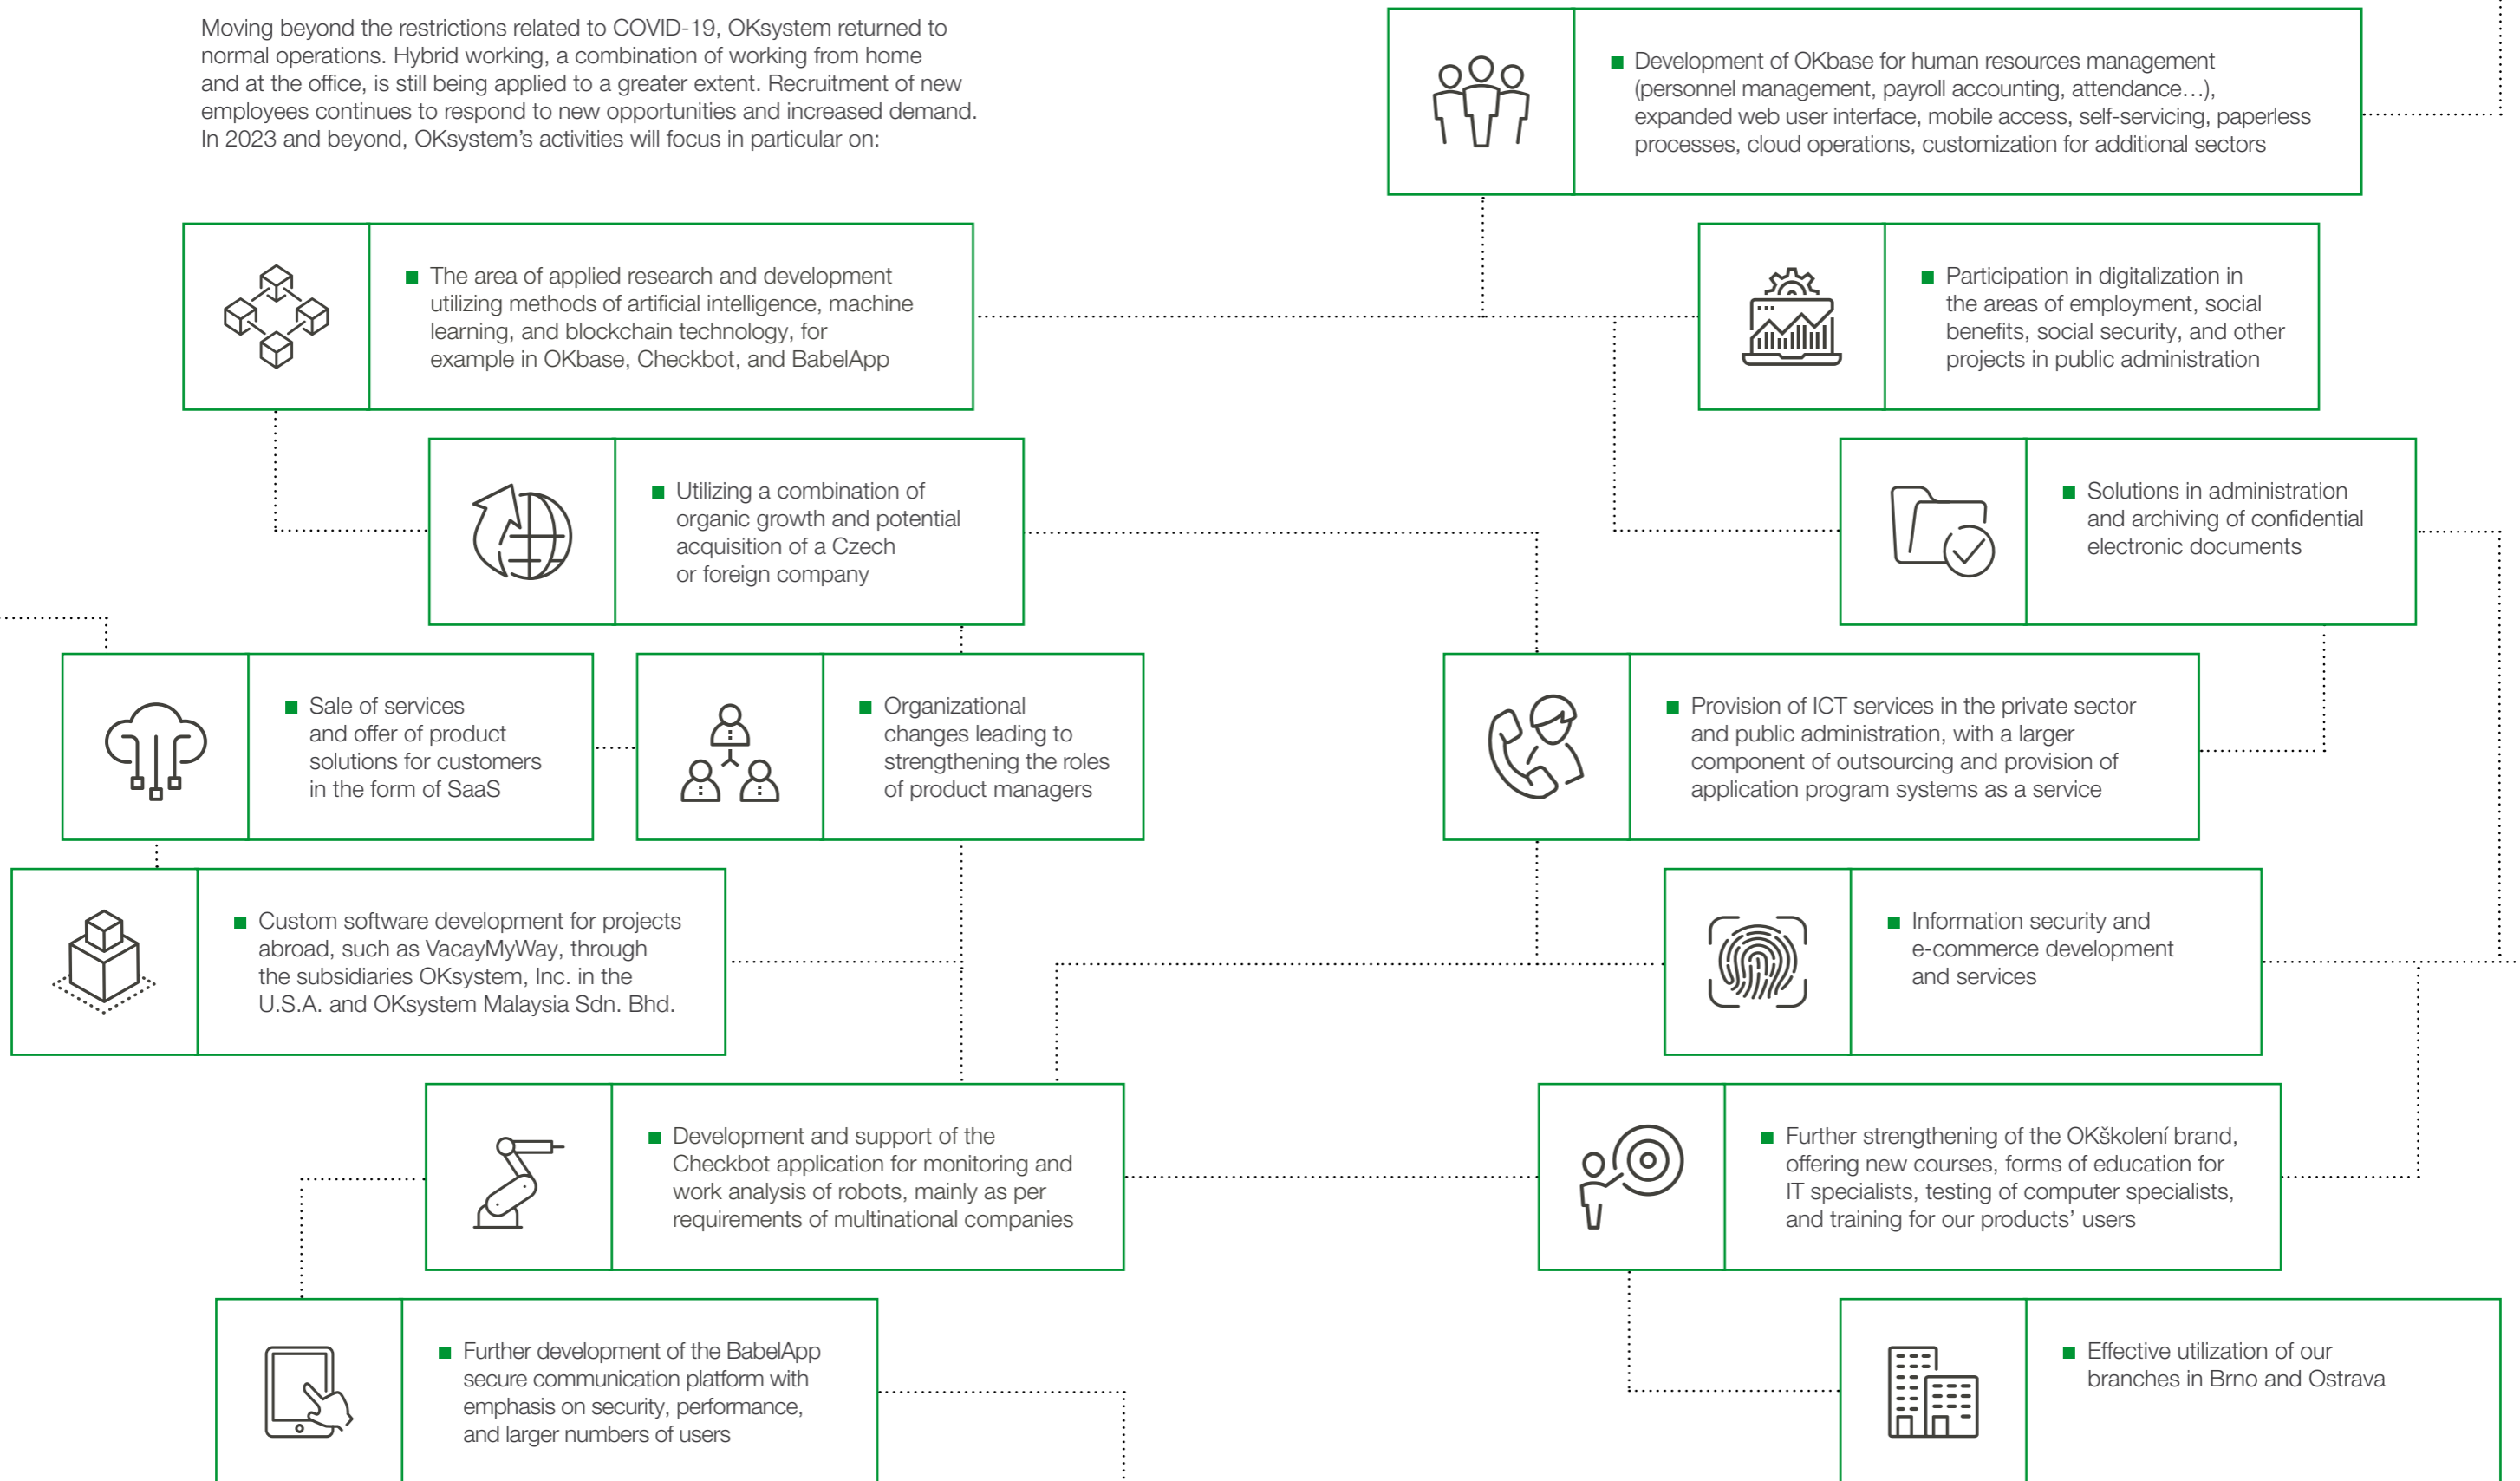 Moving beyond the restrictions related to COVID-19, OKsystem returned to
normal operations. Hybrid working, a combination of working from home
and at the office, is still being applied to a greater extent. Recruitment of new
employees continues to respond to new opportunities and increased demand.
In 2023 and beyond, OKsystem’s activities will focus in particular on:
■ The area of applied research and development
utilizing methods of artificial intelligence, machine
learning, and blockchain technology, for
example in OKbase, Checkbot, and BabelApp
■ Utilizing a combination of
organic growth and potential
acquisition of a Czech
or foreign company
■ Sale of services
and offer of product
solutions for customers
in the form of SaaS
■ Organizational
changes leading to
strengthening the roles
of product managers
■ Custom software development for projects
abroad, such as VacayMyWay, through
the subsidiaries OKsystem, Inc. in the
U.S.A. and OKsystem Malaysia Sdn. Bhd.
■ Development and support of the
Checkbot application for monitoring and
work analysis of robots, mainly as per
requirements of multinational companies
■ Further development of the BabelApp
secure communication platform with
emphasis on security, performance,
and larger numbers of users
■ Development of OKbase for human resources management
(personnel management, payroll accounting, attendance…),
expanded web user interface, mobile access, self-servicing, paperless
processes, cloud operations, customization for additional sectors
■ Participation in digitalization in
the areas of employment, social
benefits, social security, and other
projects in public administration
■ Solutions in administration
and archiving of confidential
electronic documents
■ Provision of ICT services in the private sector
and public administration, with a larger
component of outsourcing and provision of
application program systems as a service
■ Information security and
e-commerce development
and services
■ Further strengthening of the OKškolení brand,
offering new courses, forms of education for
IT specialists, testing of computer specialists,
and training for our products’ users
■ Effective utilization of our
branches in Brno and Ostrava